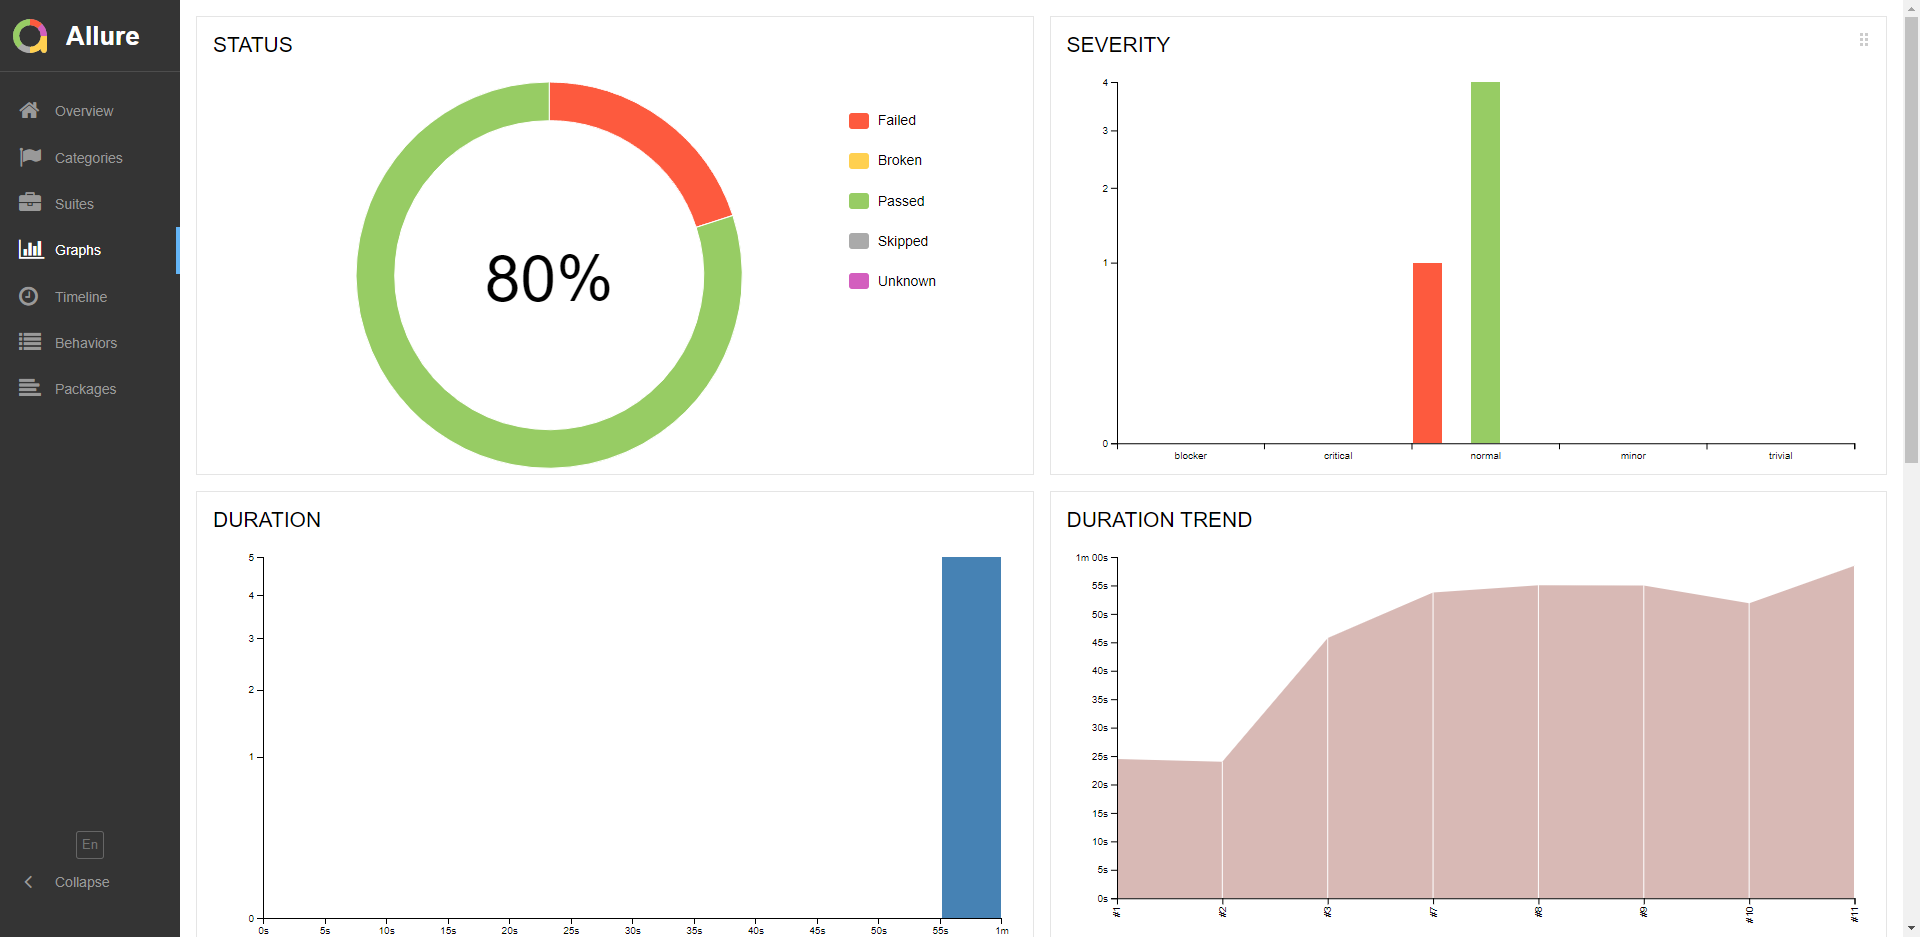 Allure
Overview
Categories
Suites
Graphs
Timeline
Behaviors
Packages
En
Collapse
STATUS
80%
Failed
Broken
Passed
Skipped
Unknown
SEVERITY
4
3
2
1
0
blocker critical normal minor trivial
DURATION
5
4
3
2
1
0
0s 5s 10s 15s 20s 25s 30s 35s 40s 45s 50s 55s 1m
DURATION TREND
1m 00s
55s
50s
45s
40s
35s
30s
25s
20s
15s
10s
5s
0s
#1 #2 #3 #7 #8 #9 #10 #11